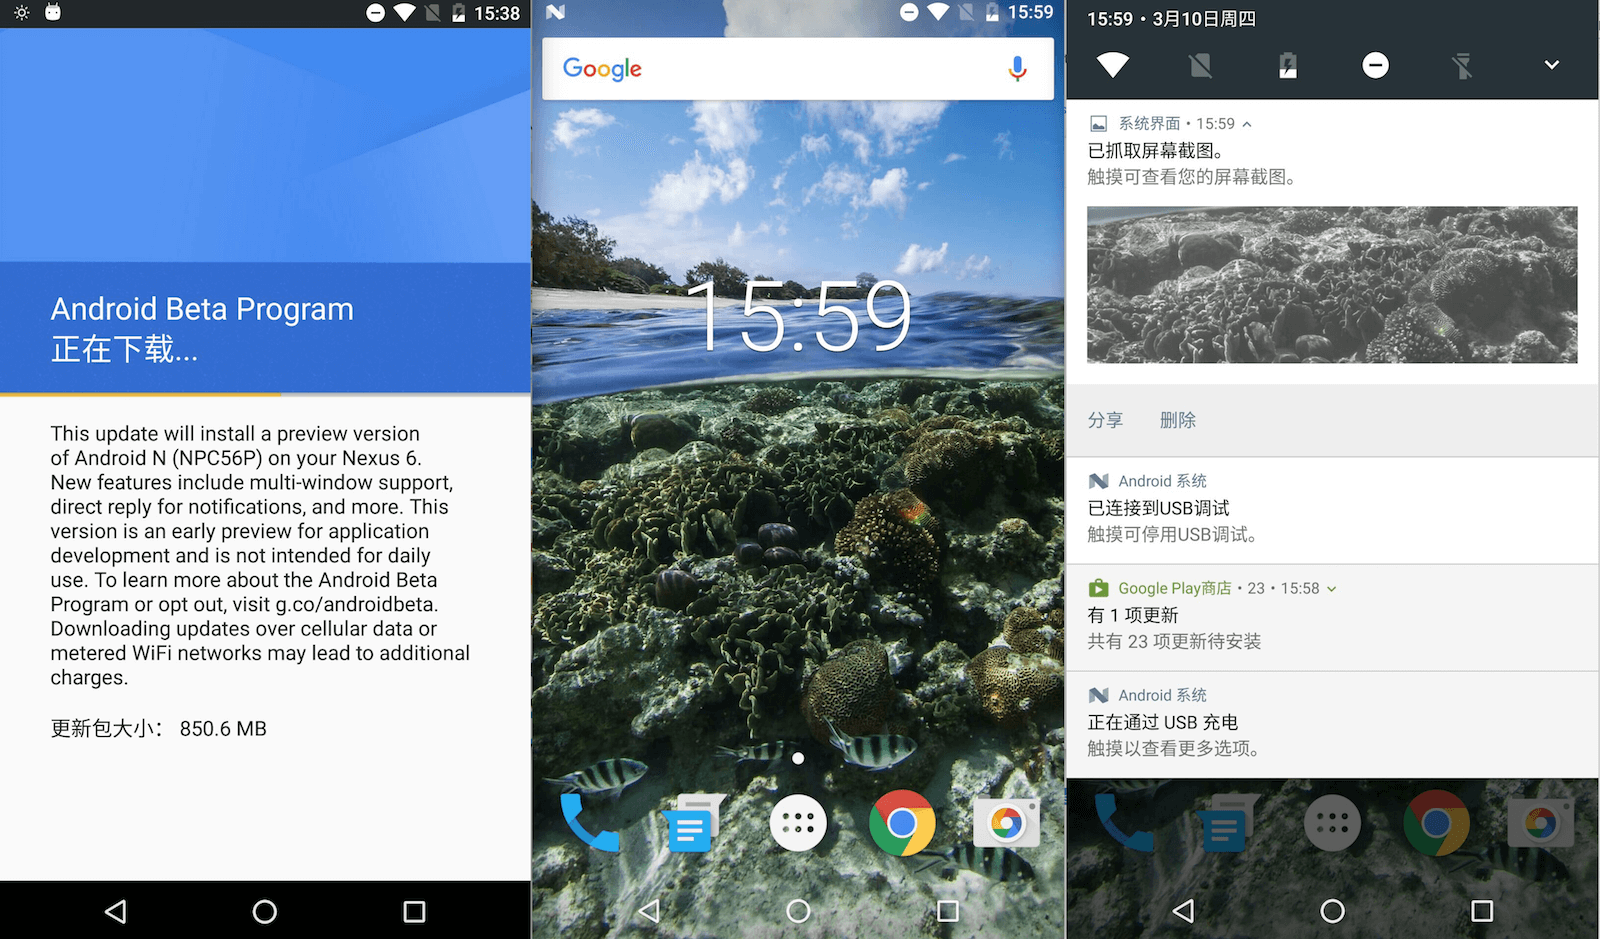 15:38
Android Beta Program
正在下载...
This update will install a preview version
of Android N (NPC56P) on your Nexus 6.
New features include multi-window support,
direct reply for notifications, and more. This
version is an early preview for application
development and is not intended for daily
use. To learn more about the Android Beta
Program or opt out, visit g.co/androidbeta.
Downloading updates over cellular data or
metered WiFi networks may lead to additional
charges.
更新包大小： 850.6 MB
15:59
Google
15:59
15:59 • 3月10日周四
系统界面 • 15:59
已抓取屏幕截图。
触摸可查看您的屏幕截图。
分享 删除
Android 系统
已连接到USB调试
触摸可停用USB调试。
Google Play商店 • 23 • 15:58
有 1 项更新
共有 23 项更新待安装
Android 系统
正在通过 USB 充电
触摸以查看更多选项。